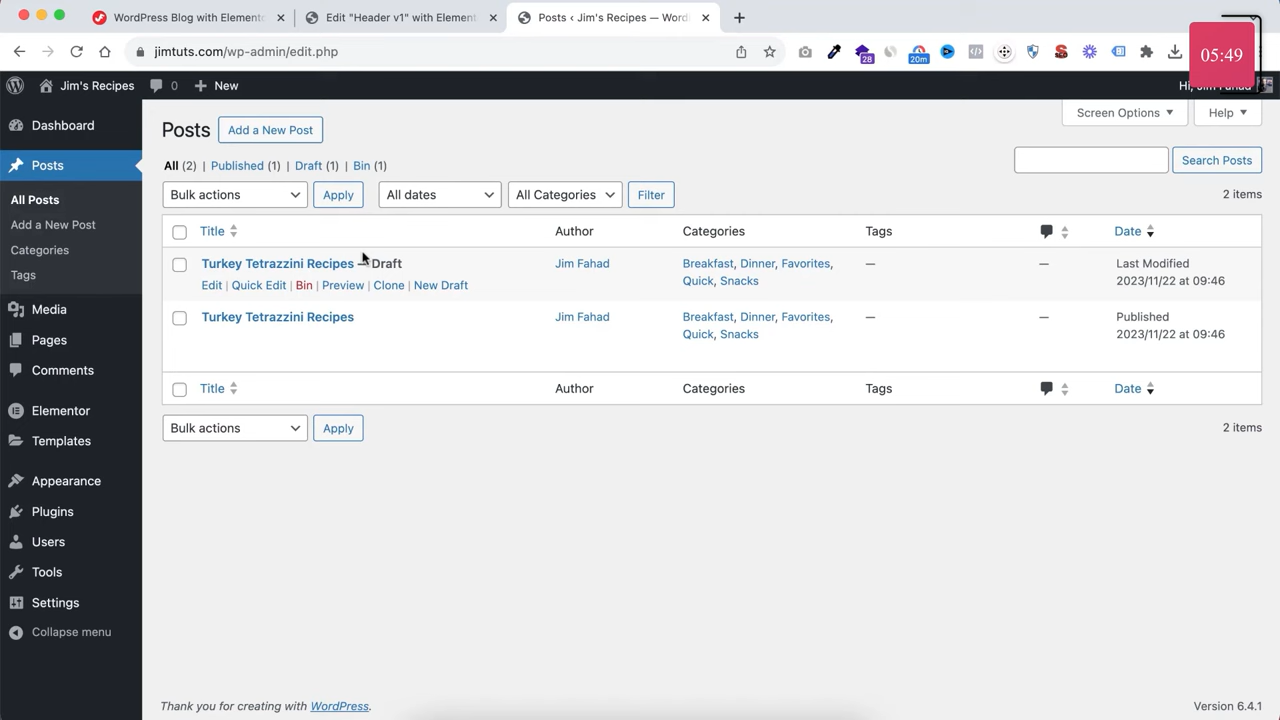 WordPress Blog with Elemento
Edit "Header v1" with Element
Posts ‹ Jim's Recipes — Word
jimtuts.com/wp-admin/edit.php
28
20m
05:49
Jim's Recipes
0
New
Hi, Jim Fahad
Dashboard
Posts
All Posts
Add a New Post
Categories
Tags
Media
Pages
Comments
Elementor
Templates
Appearance
Plugins
Users
Tools
Settings
Collapse menu
Screen Options
Help
Posts
Add a New Post
All (2) | Published (1) | Draft (1) | Bin (1)
Search Posts
Bulk actions
Apply
All dates
All Categories
Filter
2 items
Title
Author
Categories
Tags
Date
Turkey Tetrazzini Recipes — Draft
Edit | Quick Edit | Bin | Preview | Clone | New Draft
Jim Fahad
Breakfast, Dinner, Favorites,
Quick, Snacks
—
—
Last Modified
2023/11/22 at 09:46
Turkey Tetrazzini Recipes
Jim Fahad
Breakfast, Dinner, Favorites,
Quick, Snacks
—
—
Published
2023/11/22 at 09:46
Title
Author
Categories
Tags
Date
Bulk actions
Apply
2 items
Thank you for creating with WordPress.
Version 6.4.1